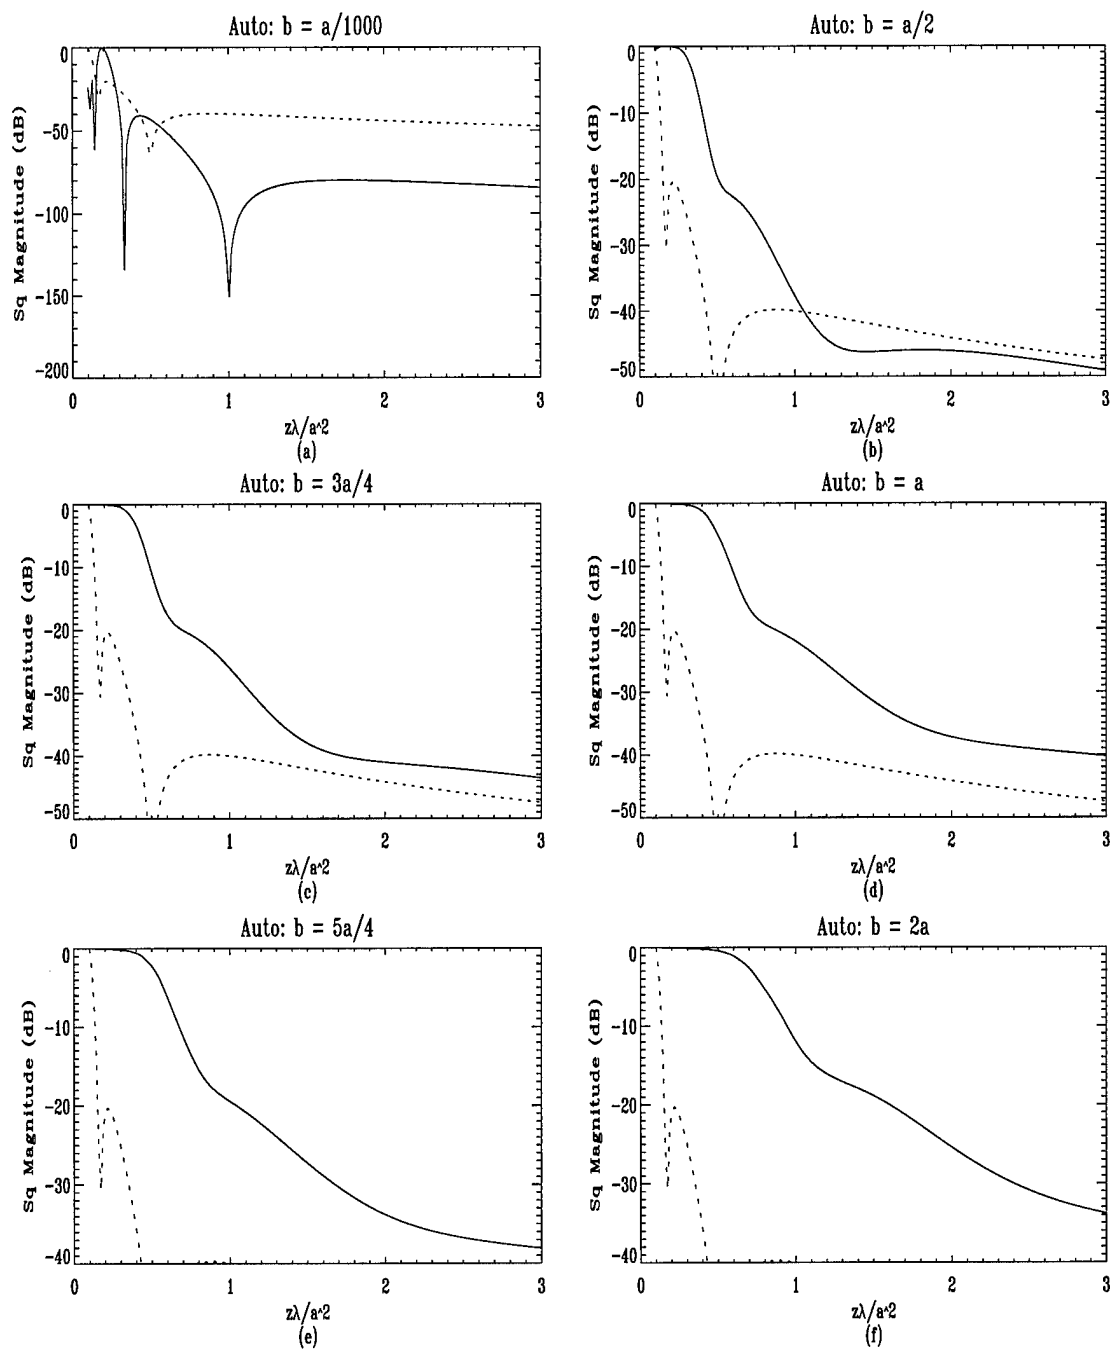 Auto: b = a/1000
Sq Magnitude (dB)
0
-50
-100
-150
-200
0 1 2 3
zλ/a^2
(a)
Auto: b = a/2
Sq Magnitude (dB)
0
-10
-20
-30
-40
-50
0 1 2 3
zλ/a^2
(b)
Auto: b = 3a/4
Sq Magnitude (dB)
0
-10
-20
-30
-40
-50
0 1 2 3
zλ/a^2
(c)
Auto: b = a
Sq Magnitude (dB)
0
-10
-20
-30
-40
-50
0 1 2 3
zλ/a^2
(d)
Auto: b = 5a/4
Sq Magnitude (dB)
0
-10
-20
-30
-40
0 1 2 3
zλ/a^2
(e)
Auto: b = 2a
Sq Magnitude (dB)
0
-10
-20
-30
-40
0 1 2 3
zλ/a^2
(f)